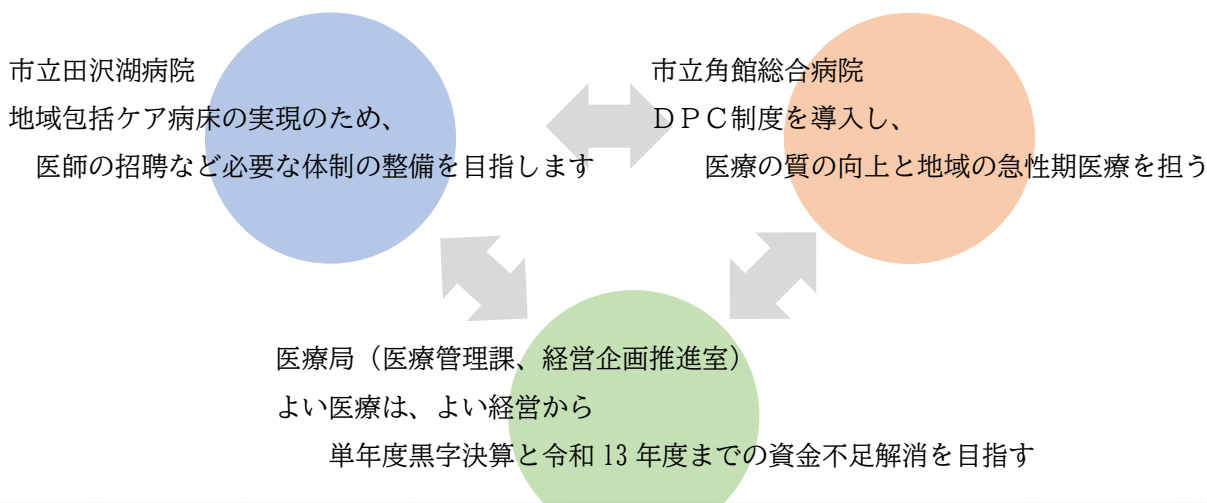 市立田沢湖病院
地域包括ケア病床の実現のため、
医師の招聘など必要な体制の整備を目指します
市立角館総合病院
ＤＰＣ制度を導入し、
医療の質の向上と地域の急性期医療を担う
医療局（医療管理課、経営企画推進室）
よい医療は、よい経営から
単年度黒字決算と令和 13 年度までの資金不足解消を目指す